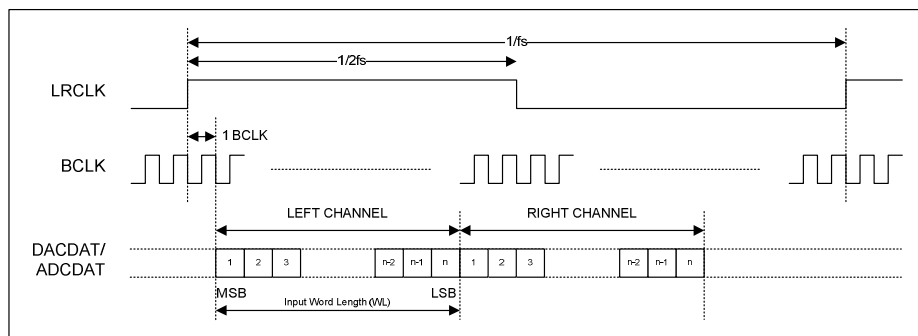 1/fs
1/2fs
LRCLK
1 BCLK
BCLK
LEFT CHANNEL
RIGHT CHANNEL
DACDAT/
ADCDAT
1 2 3 n-2 n-1 n 1 2 3 n-2 n-1 n
MSB LSB
Input Word Length (WL)